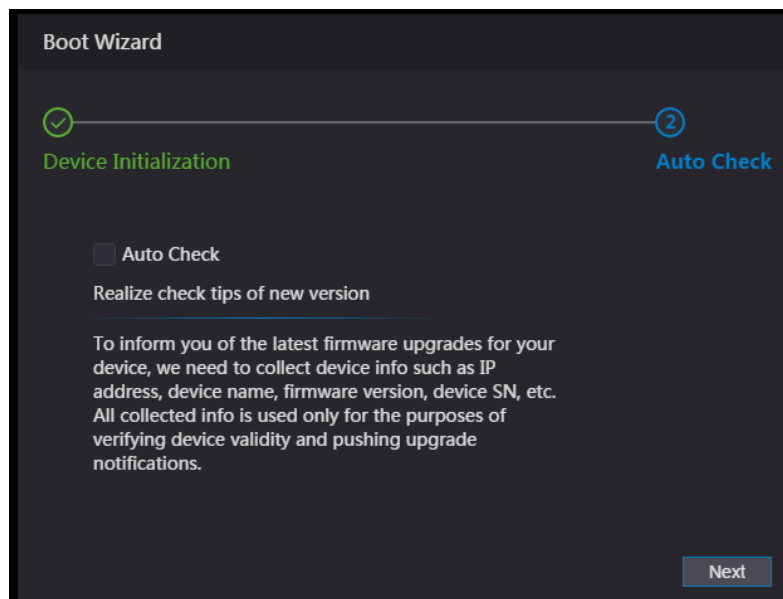 Boot Wizard
2
Device Initialization
Auto Check
Auto Check
Realize check tips of new version
To inform you of the latest firmware upgrades for your
device, we need to collect device info such as IP
address, device name, firmware version, device SN, etc.
All collected info is used only for the purposes of
verifying device validity and pushing upgrade
notifications.
Next